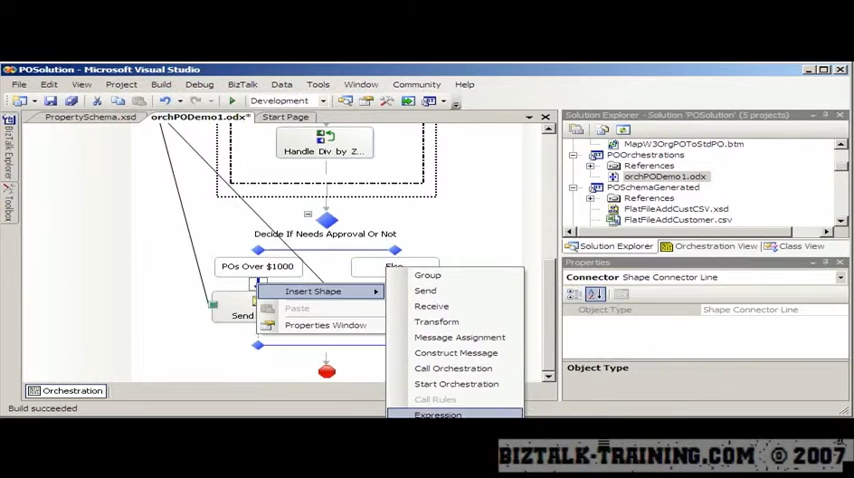 POSolution - Microsoft Visual Studio
File Edit View Project Build Debug BizTalk Data Tools Window Community Help
Development
PropertySchema.xsd orchPODemo1.odx* Start Page
Solution Explorer - Solution 'POSolution' (5 projects)
BizTalk Explorer
Toolbox
MapW3OrgPOToStdPO.btm
POOrchestrations
References
orchPODemo1.odx
POSchemaGenerated
References
FlatFileAddCustCSV.xsd
FlatFileAddCustomer.csv
Solution Explorer Orchestration View Class View
Properties
Connector Shape Connector Line
Object Type Shape Connector Line
Object Type
Handle Div by Z...
Decide If Needs Approval Or Not
POs Over $1000
Else
Send
Insert Shape
Paste
Properties Window
Group
Send
Receive
Transform
Message Assignment
Construct Message
Call Orchestration
Start Orchestration
Call Rules
Expression
Orchestration
Build succeeded
BIZTALK-TRAINING.COM © 2007